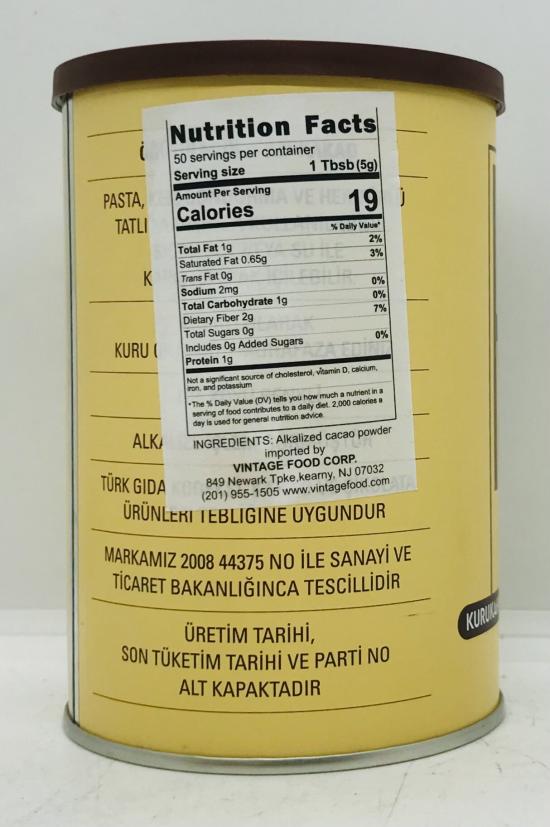 Nutrition Facts
50 servings per container
Serving size 1 Tbsb (5g)
Amount Per Serving
Calories 19
% Daily Value*
Total Fat 1g 2%
Saturated Fat 0.65g 3%
Trans Fat 0g
Sodium 2mg 0%
Total Carbohydrate 1g 0%
Dietary Fiber 2g 7%
Total Sugars 0g
Includes 0g Added Sugars 0%
Protein 1g
Not a significant source of cholesterol, vitamin D, calcium,
iron, and potassium
*The % Daily Value (DV) tells you how much a nutrient in a
serving of food contributes to a daily diet. 2,000 calories a
day is used for general nutrition advice.
INGREDIENTS: Alkalized cacao powder
imported by
VINTAGE FOOD CORP.
849 Newark Tpke,kearny, NJ 07032
(201) 955-1505 www.vintagefood.com
PASTA,
TATLI
KURU
ALKA
TÜRK GIDA
ÜRÜNLERİ TEBLİĞİNE UYGUNDUR
MARKAMIZ 2008 44375 NO İLE SANAYİ VE
TİCARET BAKANLIĞINCA TESCİLLİDİR
ÜRETİM TARİHİ,
SON TÜKETİM TARİHİ VE PARTİ NO
ALT KAPAKTADIR